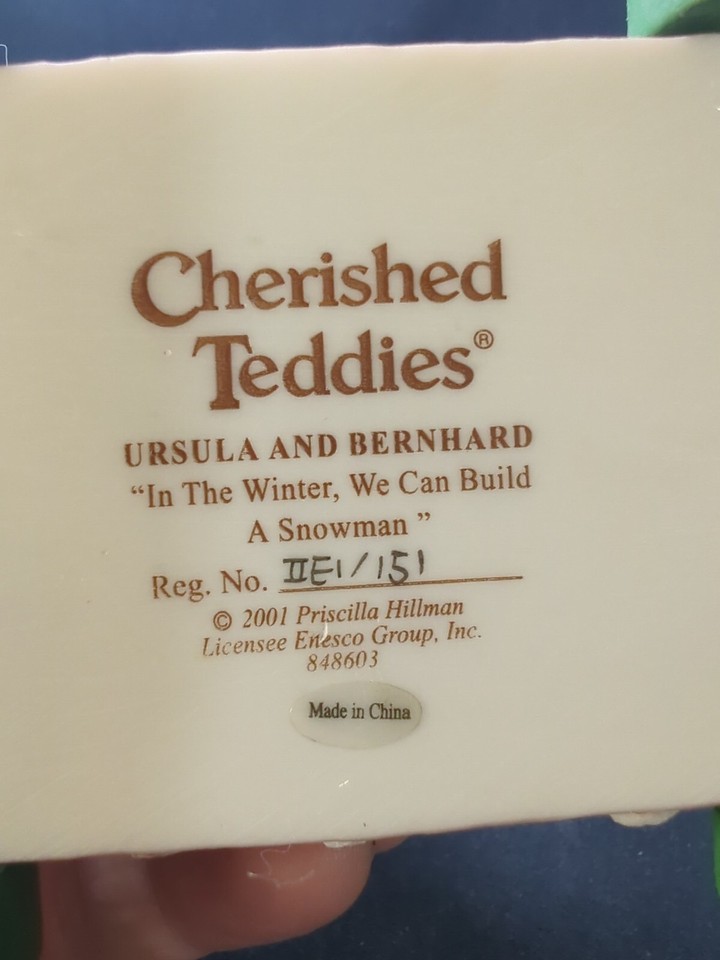 Cherished
Teddies®
URSULA AND BERNHARD
“In The Winter, We Can Build
A Snowman ”
Reg. No. IIE1/151
© 2001 Priscilla Hillman
Licensee Enesco Group, Inc.
848603
Made in China